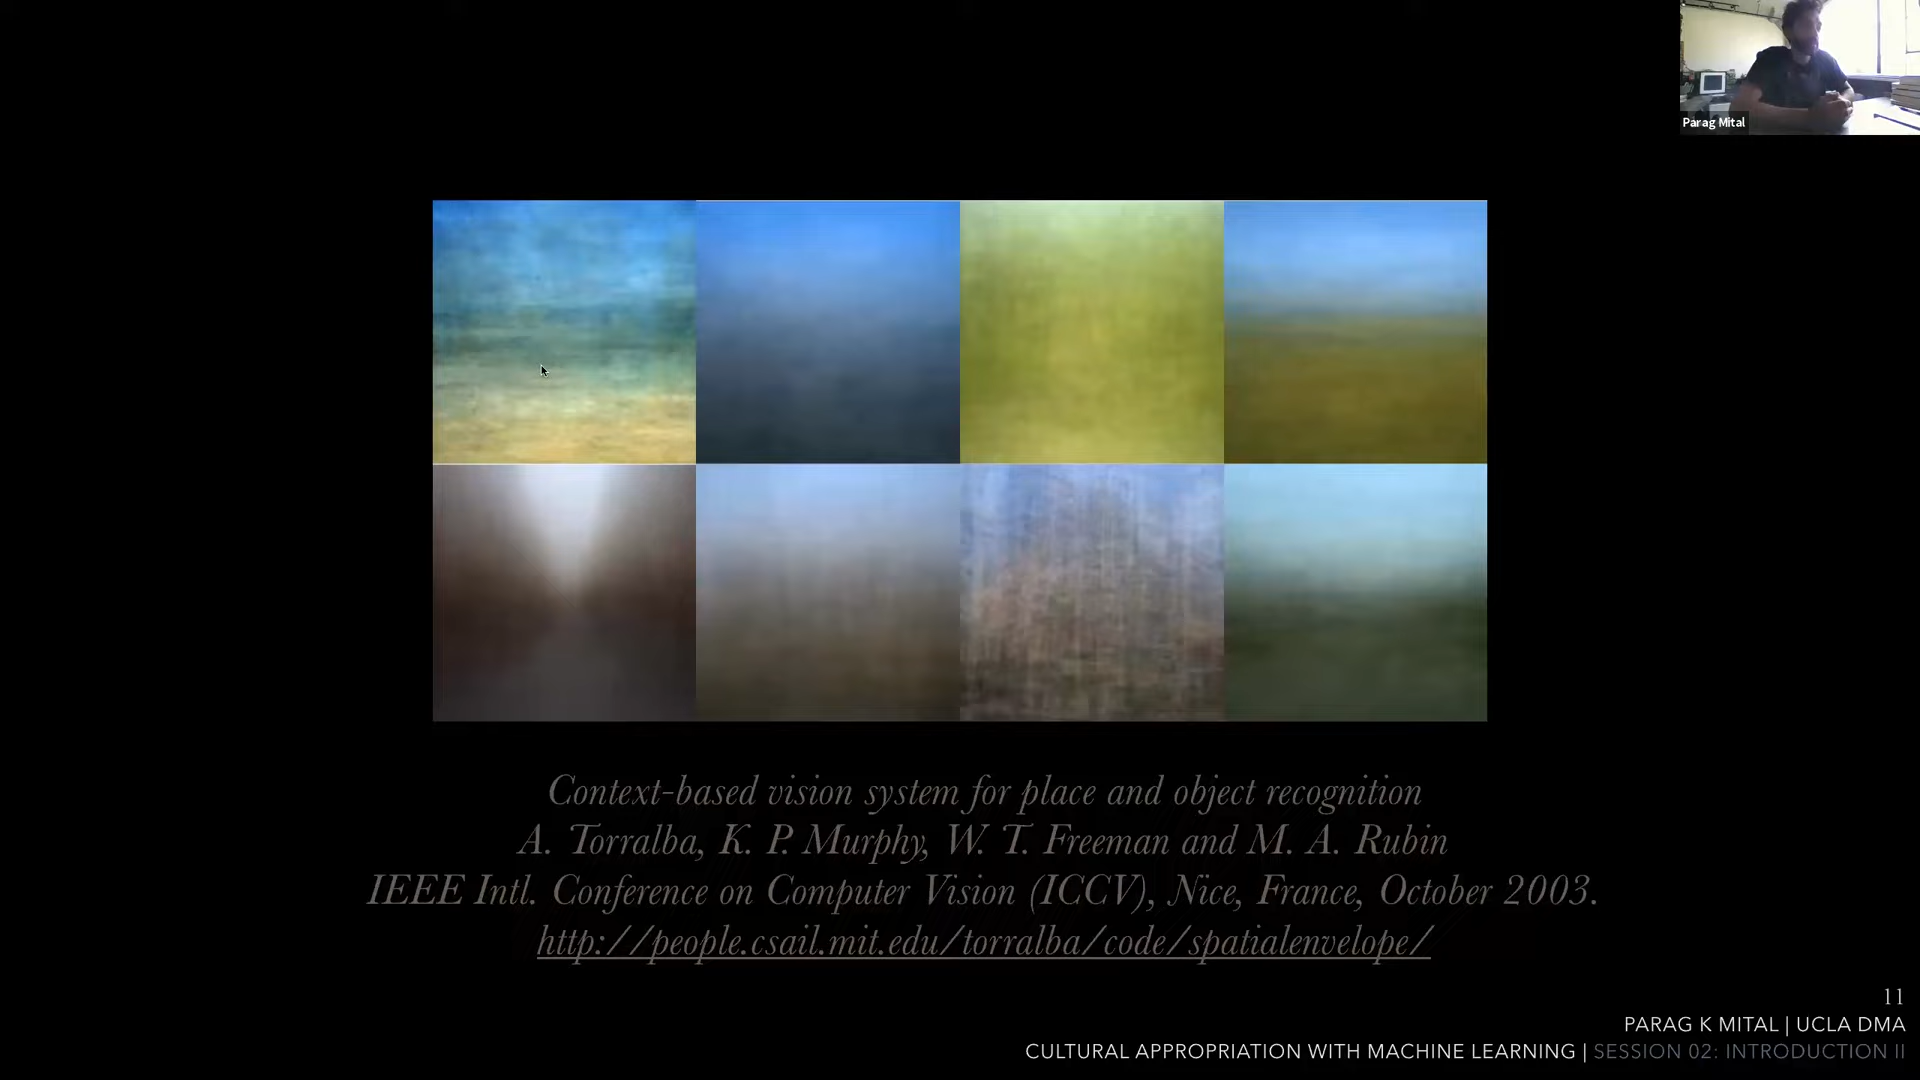 Parag Mital
Context-based vision system for place and object recognition
A. Torralba, K. P. Murphy, W. T. Freeman and M. A. Rubin
IEEE Intl. Conference on Computer Vision (ICCV), Nice, France, October 2003.
http://people.csail.mit.edu/torralba/code/spatialenvelope/
11
PARAG K MITAL | UCLA DMA
CULTURAL APPROPRIATION WITH MACHINE LEARNING | SESSION 02: INTRODUCTION II